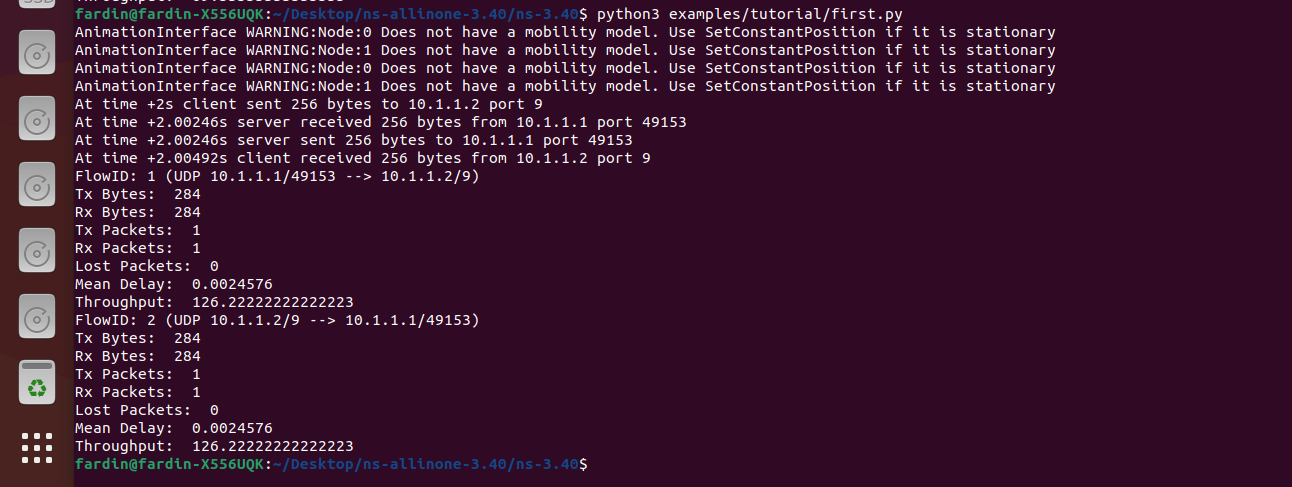 SSD
fardin@fardin-X556UQK:~/Desktop/ns-allinone-3.40/ns-3.40$ python3 examples/tutorial/first.py
AnimationInterface WARNING:Node:0 Does not have a mobility model. Use SetConstantPosition if it is stationary
AnimationInterface WARNING:Node:1 Does not have a mobility model. Use SetConstantPosition if it is stationary
AnimationInterface WARNING:Node:0 Does not have a mobility model. Use SetConstantPosition if it is stationary
AnimationInterface WARNING:Node:1 Does not have a mobility model. Use SetConstantPosition if it is stationary
At time +2s client sent 256 bytes to 10.1.1.2 port 9
At time +2.00246s server received 256 bytes from 10.1.1.1 port 49153
At time +2.00246s server sent 256 bytes to 10.1.1.1 port 49153
At time +2.00492s client received 256 bytes from 10.1.1.2 port 9
FlowID: 1 (UDP 10.1.1.1/49153 --> 10.1.1.2/9)
Tx Bytes:  284
Rx Bytes:  284
Tx Packets:  1
Rx Packets:  1
Lost Packets:  0
Mean Delay:  0.0024576
Throughput:  126.22222222222223
FlowID: 2 (UDP 10.1.1.2/9 --> 10.1.1.1/49153)
Tx Bytes:  284
Rx Bytes:  284
Tx Packets:  1
Rx Packets:  1
Lost Packets:  0
Mean Delay:  0.0024576
Throughput:  126.22222222222223
fardin@fardin-X556UQK:~/Desktop/ns-allinone-3.40/ns-3.40$